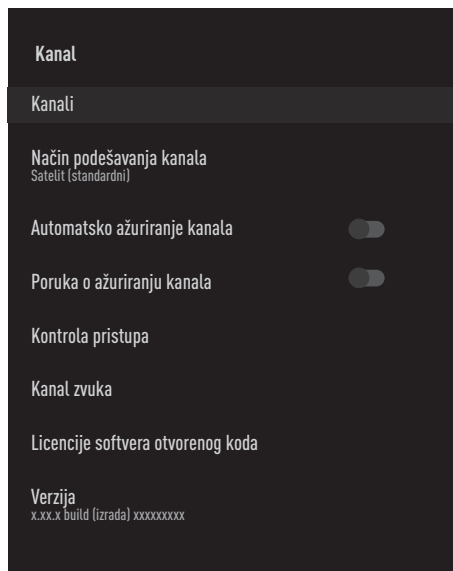 Kanal
Kanali
Način podešavanja kanala
Satelit (standardni)
Automatsko ažuriranje kanala
Poruka o ažuriranju kanala
Kontrola pristupa
Kanal zvuka
Licencije softvera otvorenog koda
Verzija
x.xx.x build (izrada) xxxxxxxxx